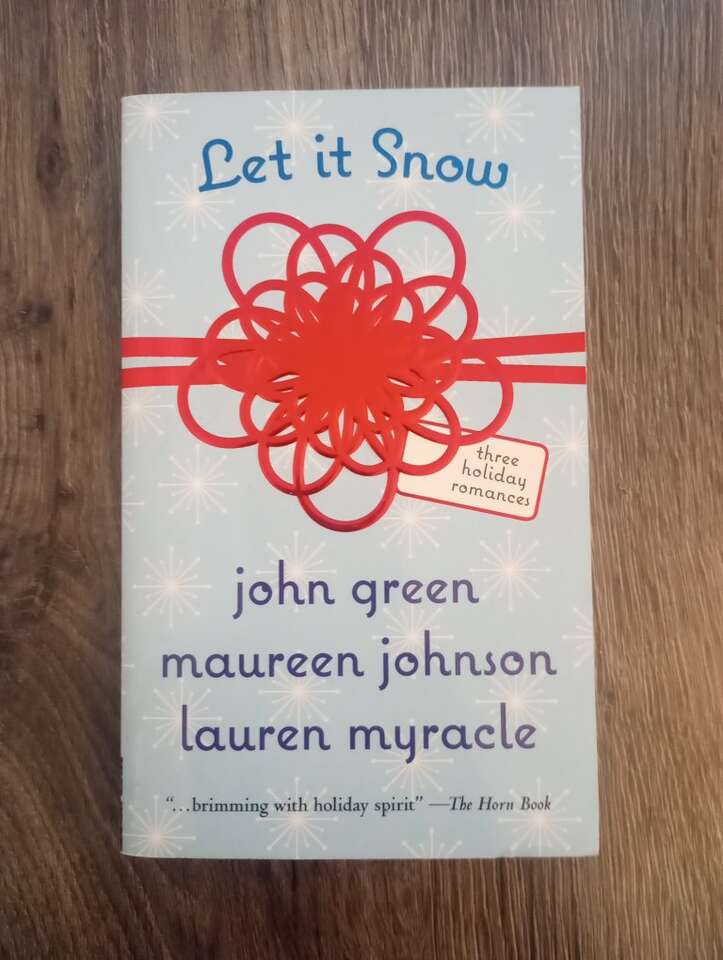 Let it Snow
three
holiday
romances
john green
maureen johnson
lauren myracle
“...brimming with holiday spirit” —The Horn Book